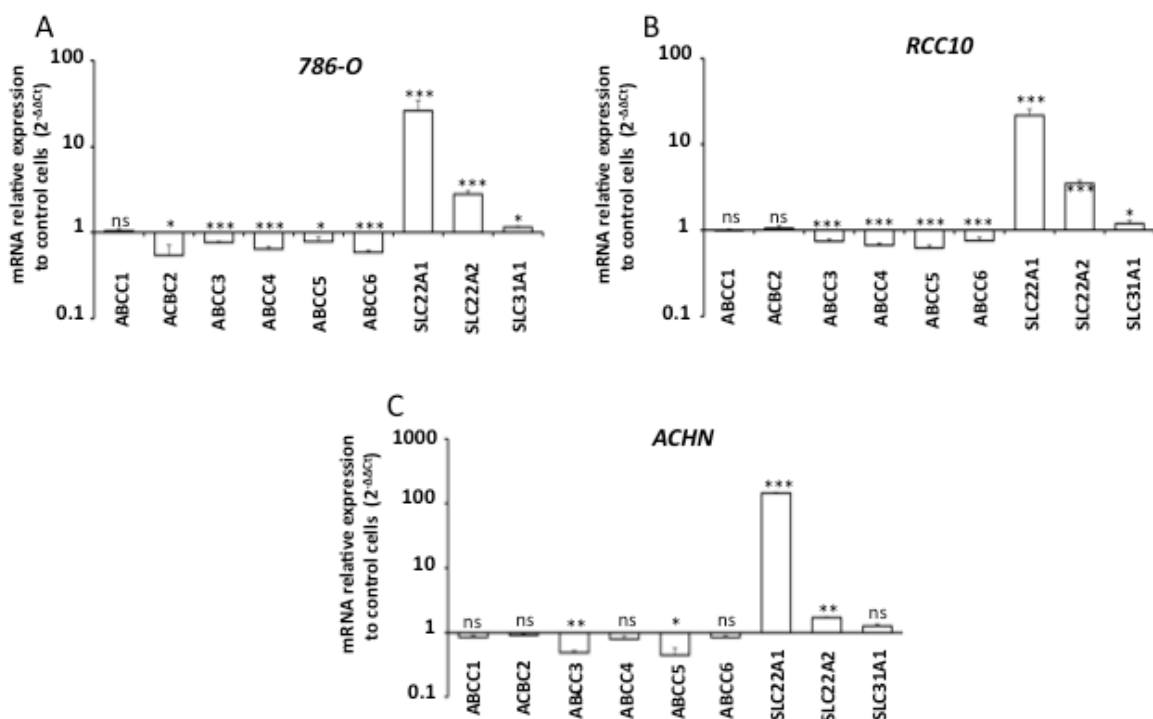 A
786-O
mRNA relative expression
to control cells (2-ΔΔCt)
100
10
1
0.1
ns
*
***
***
*
***
***
***
*
ABCC1
ACBC2
ABCC3
ABCC4
ABCC5
ABCC6
SLC22A1
SLC22A2
SLC31A1
B
RCC10
mRNA relative expression
to control cells (2-ΔΔCt)
100
10
1
0.1
ns
ns
***
***
***
***
***
***
*
ABCC1
ACBC2
ABCC3
ABCC4
ABCC5
ABCC6
SLC22A1
SLC22A2
SLC31A1
C
ACHN
mRNA relative expression
to control cells (2-ΔΔCt)
1000
100
10
1
0.1
ns
ns
**
ns
*
ns
***
**
ns
ABCC1
ACBC2
ABCC3
ABCC4
ABCC5
ABCC6
SLC22A1
SLC22A2
SLC31A1